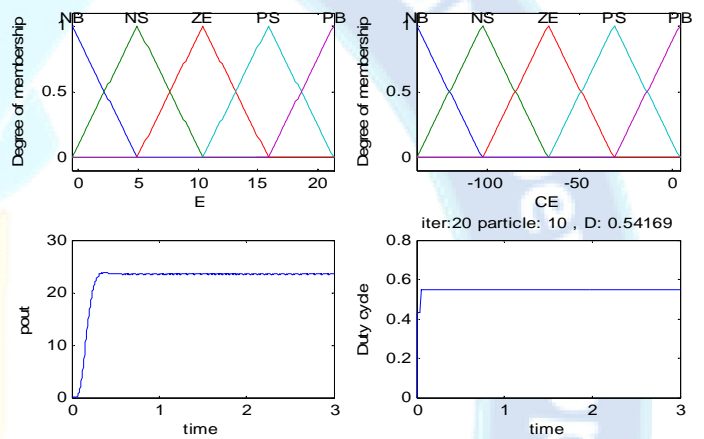 NB NS ZE PS PB
1
0.5
0
Degree of membership
0 5 10 15 20
E
NB NS ZE PS PB
1
0.5
0
Degree of membership
-100 -50 0
CE
30
20
10
0
pout
0 1 2 3
time
iter:20 particle: 10 , D: 0.54169
0.8
0.6
0.4
0.2
0
Duty cycle
0 1 2 3
time